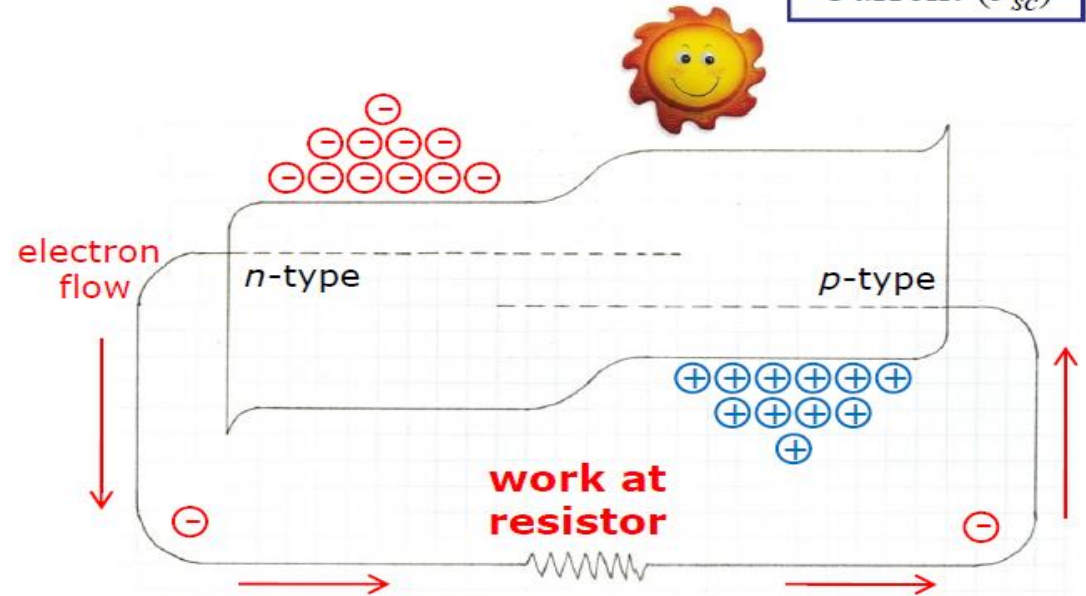 electron
flow
n-type
p-type
work at
resistor